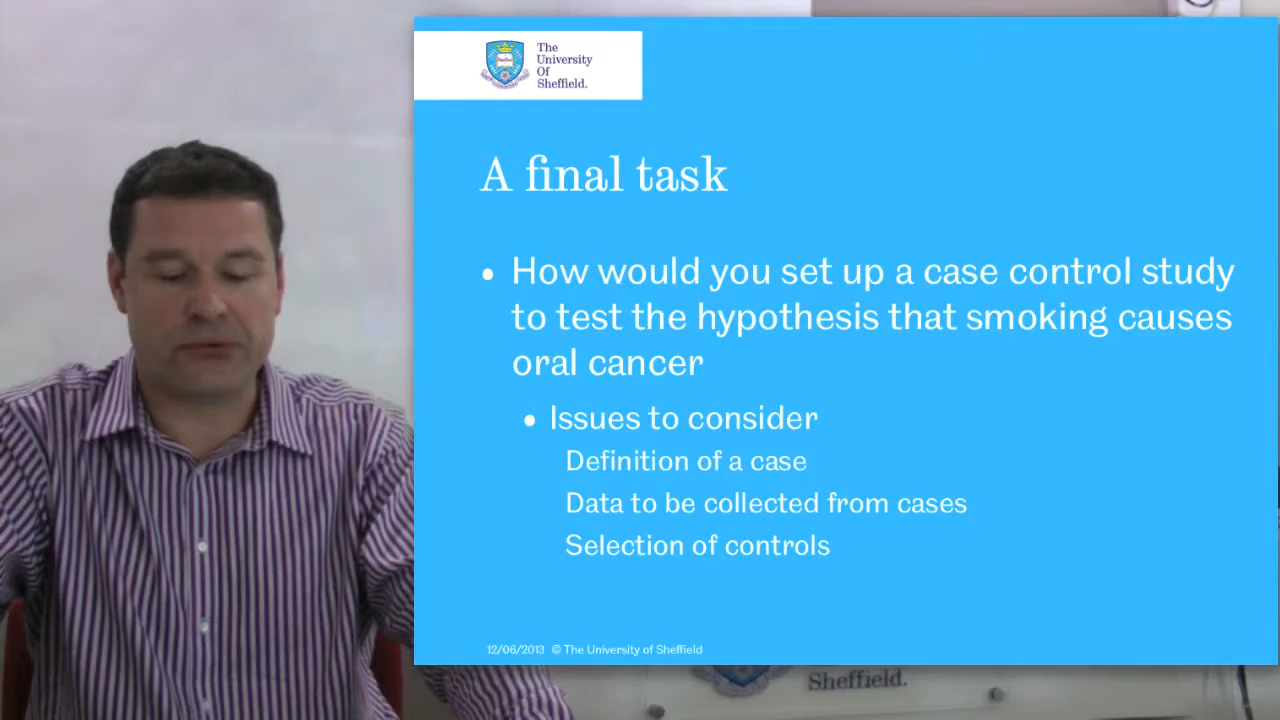 The
University
Of
Sheffield.
A final task
• How would you set up a case control study
to test the hypothesis that smoking causes
oral cancer
• Issues to consider
Definition of a case
Data to be collected from cases
Selection of controls
12/06/2013 © The University of Sheffield
Sheffield.